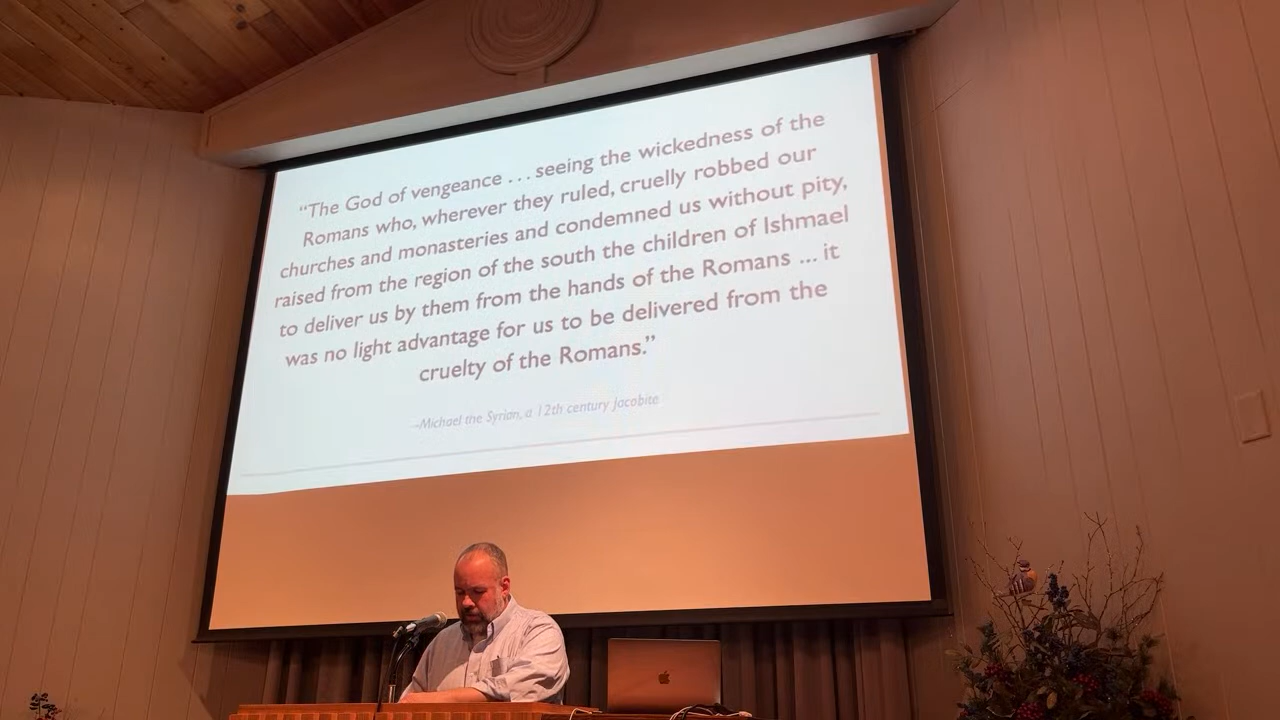 “The God of vengeance . . . seeing the wickedness of the
Romans who, wherever they ruled, cruelly robbed our
churches and monasteries and condemned us without pity,
raised from the region of the south the children of Ishmael
to deliver us by them from the hands of the Romans ... it
was no light advantage for us to be delivered from the
cruelty of the Romans.”
–Michael the Syrian, a 12th century Jacobite